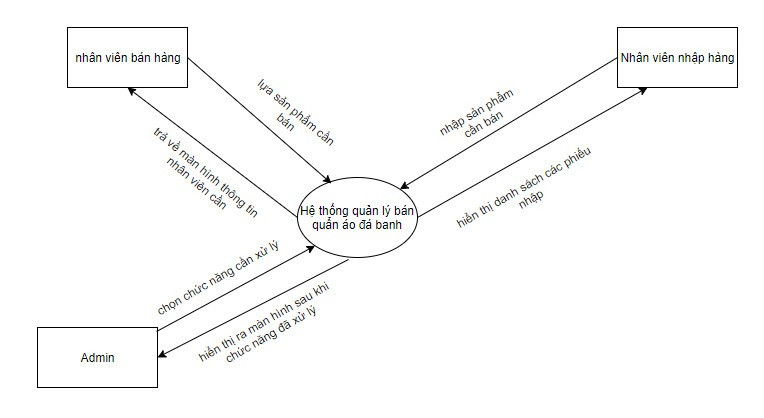 nhân viên bán hàng
Nhân viên nhập hàng
lựa sản phẩm cần
bán
nhập sản phẩm
cần bán
trả về màn hình thông tin
nhân viên cần
hiển thị danh sách các phiếu
nhập
Hệ thống quản lý bán
quẩn áo đá banh
chọn chức năng cần xử lý
hiển thị ra màn hình sau khi
chức năng đã xử lý
Admin